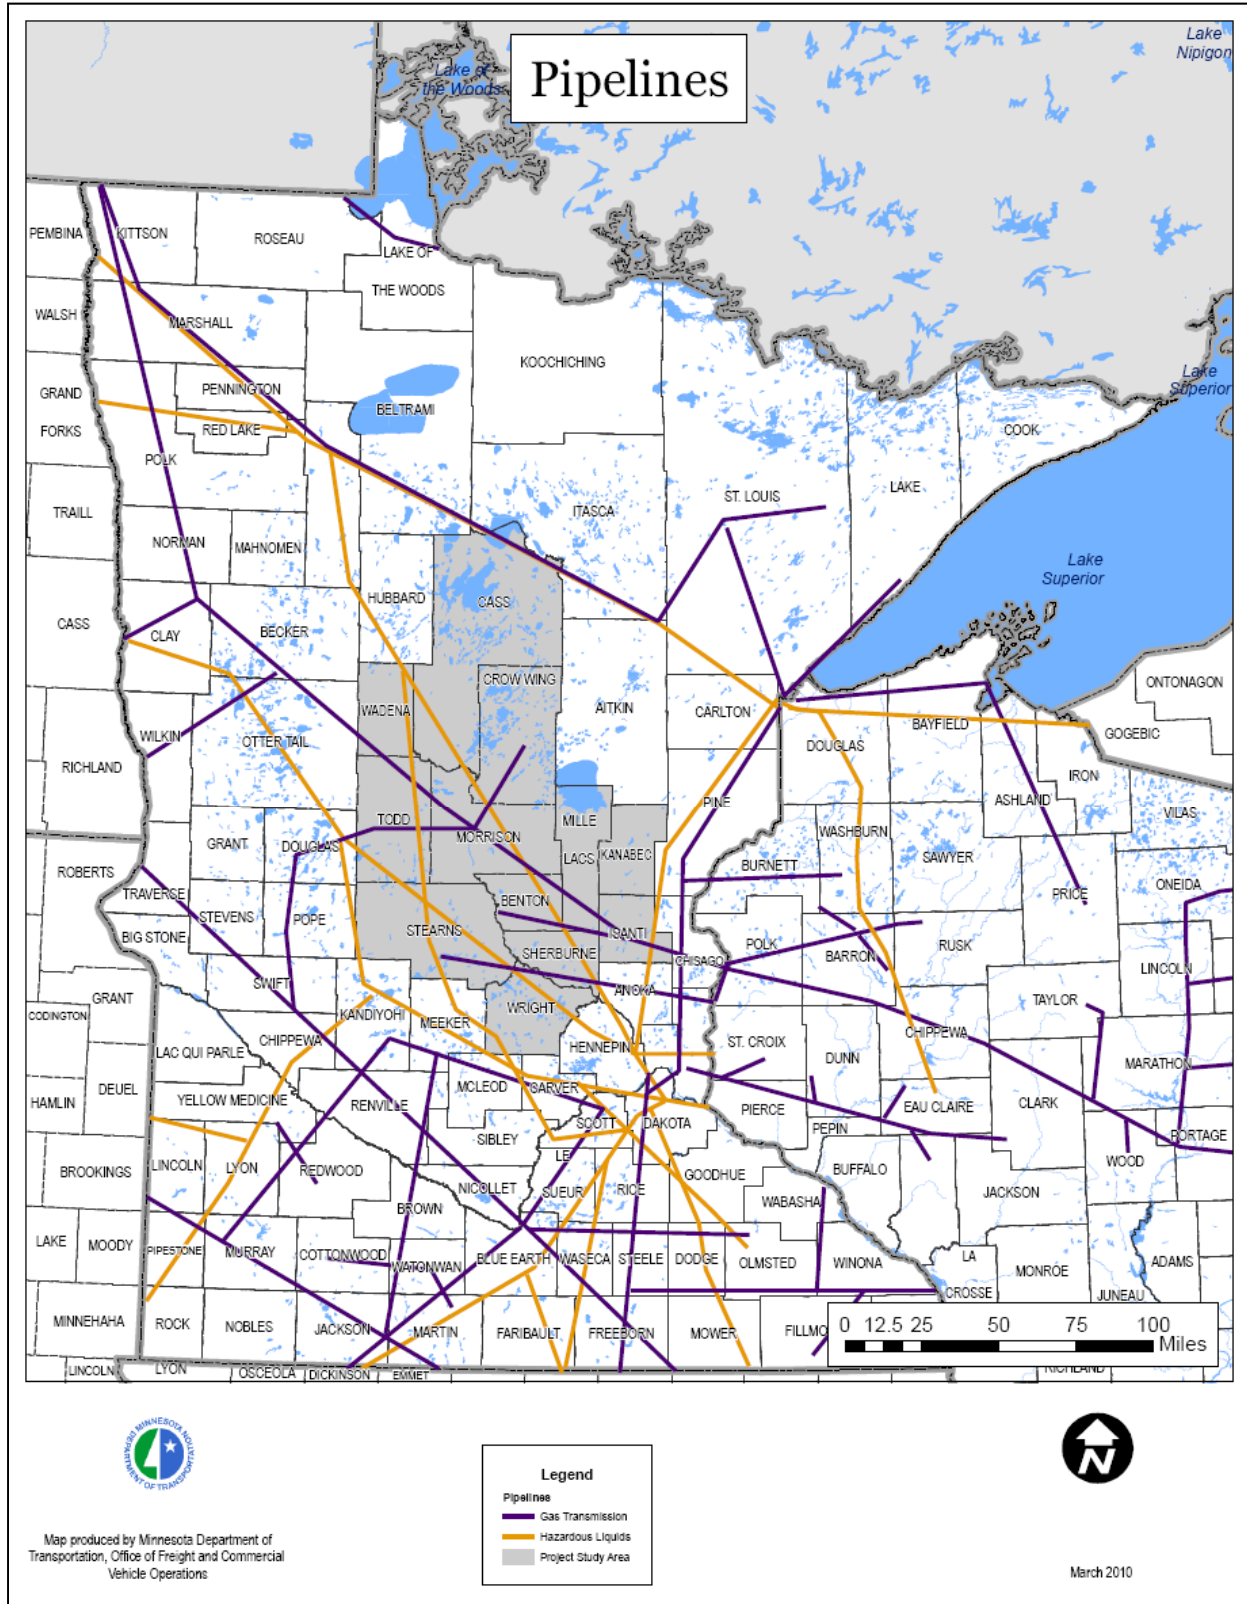 Lake
Nipigon
Lake of
the Woods
Pipelines
PEMBINA
KITTSON
ROSEAU
LAKE OF
THE WOODS
WALSH
MARSHALL
KOOCHICHING
Lake
Superior
GRAND
FORKS
PENNINGTON
BELTRAMI
RED LAKE
COOK
POLK
ST. LOUIS
LAKE
TRAILL
ITASCA
NORMAN
MAHNOMEN
Lake
Superior
CASS
HUBBARD
CASS
CLAY
BECKER
CROW WING
ONTONAGON
WADENA
AITKIN
CARLTON
BAYFIELD
GOGEBIC
WILKIN
OTTER TAIL
DOUGLAS
RICHLAND
IRON
PINE
ASHLAND
VILAS
TODD
MORRISON
MILLE
LACS
WASHBURN
GRANT
DOUGLAS
KANABEC
SAWYER
ROBERTS
BURNETT
TRAVERSE
STEVENS
POPE
BENTON
PRICE
ONEIDA
BIG STONE
STEARNS
ISANTI
POLK
BARRON
RUSK
SHERBURNE
CHISAGO
LINCOLN
SWIFT
ANOKA
GRANT
CODINGTON
KANDIYOHI
MEEKER
WRIGHT
TAYLOR
CHIPPEWA
HENNEPIN
ST. CROIX
CHIPPEWA
LAC QUI PARLE
DUNN
MARATHON
DEUEL
HAMLIN
YELLOW MEDICINE
RENVILLE
MCLEOD
CARVER
EAU CLAIRE
CLARK
PIERCE
SCOTT
DAKOTA
PEPIN
PORTAGE
SIBLEY
LE
SUEUR
BROOKINGS
LINCOLN
LYON
REDWOOD
WOOD
BUFFALO
GOODHUE
NICOLLET
RICE
JACKSON
WABASHA
BROWN
LAKE
MOODY
PIPESTONE
MURRAY
COTTONWOOD
WATONWAN
BLUE EARTH
WASECA
STEELE
DODGE
OLMSTED
WINONA
LA
CROSSE
MONROE
ADAMS
JUNEAU
MINNEHAHA
ROCK
NOBLES
JACKSON
MARTIN
FARIBAULT
FREEBORN
MOWER
FILLMO
0 12.5 25 50 75 100
Miles
LINCOLN
LYON
OSCEOLA
DICKINSON
EMMET
RICHLAND
MINNESOTA
DEPARTMENT OF TRANSPORTATION
N
Legend
Pipelines
Gas Transmission
Hazardous Liquids
Project Study Area
Map produced by Minnesota Department of
Transportation, Office of Freight and Commercial
Vehicle Operations
March 2010